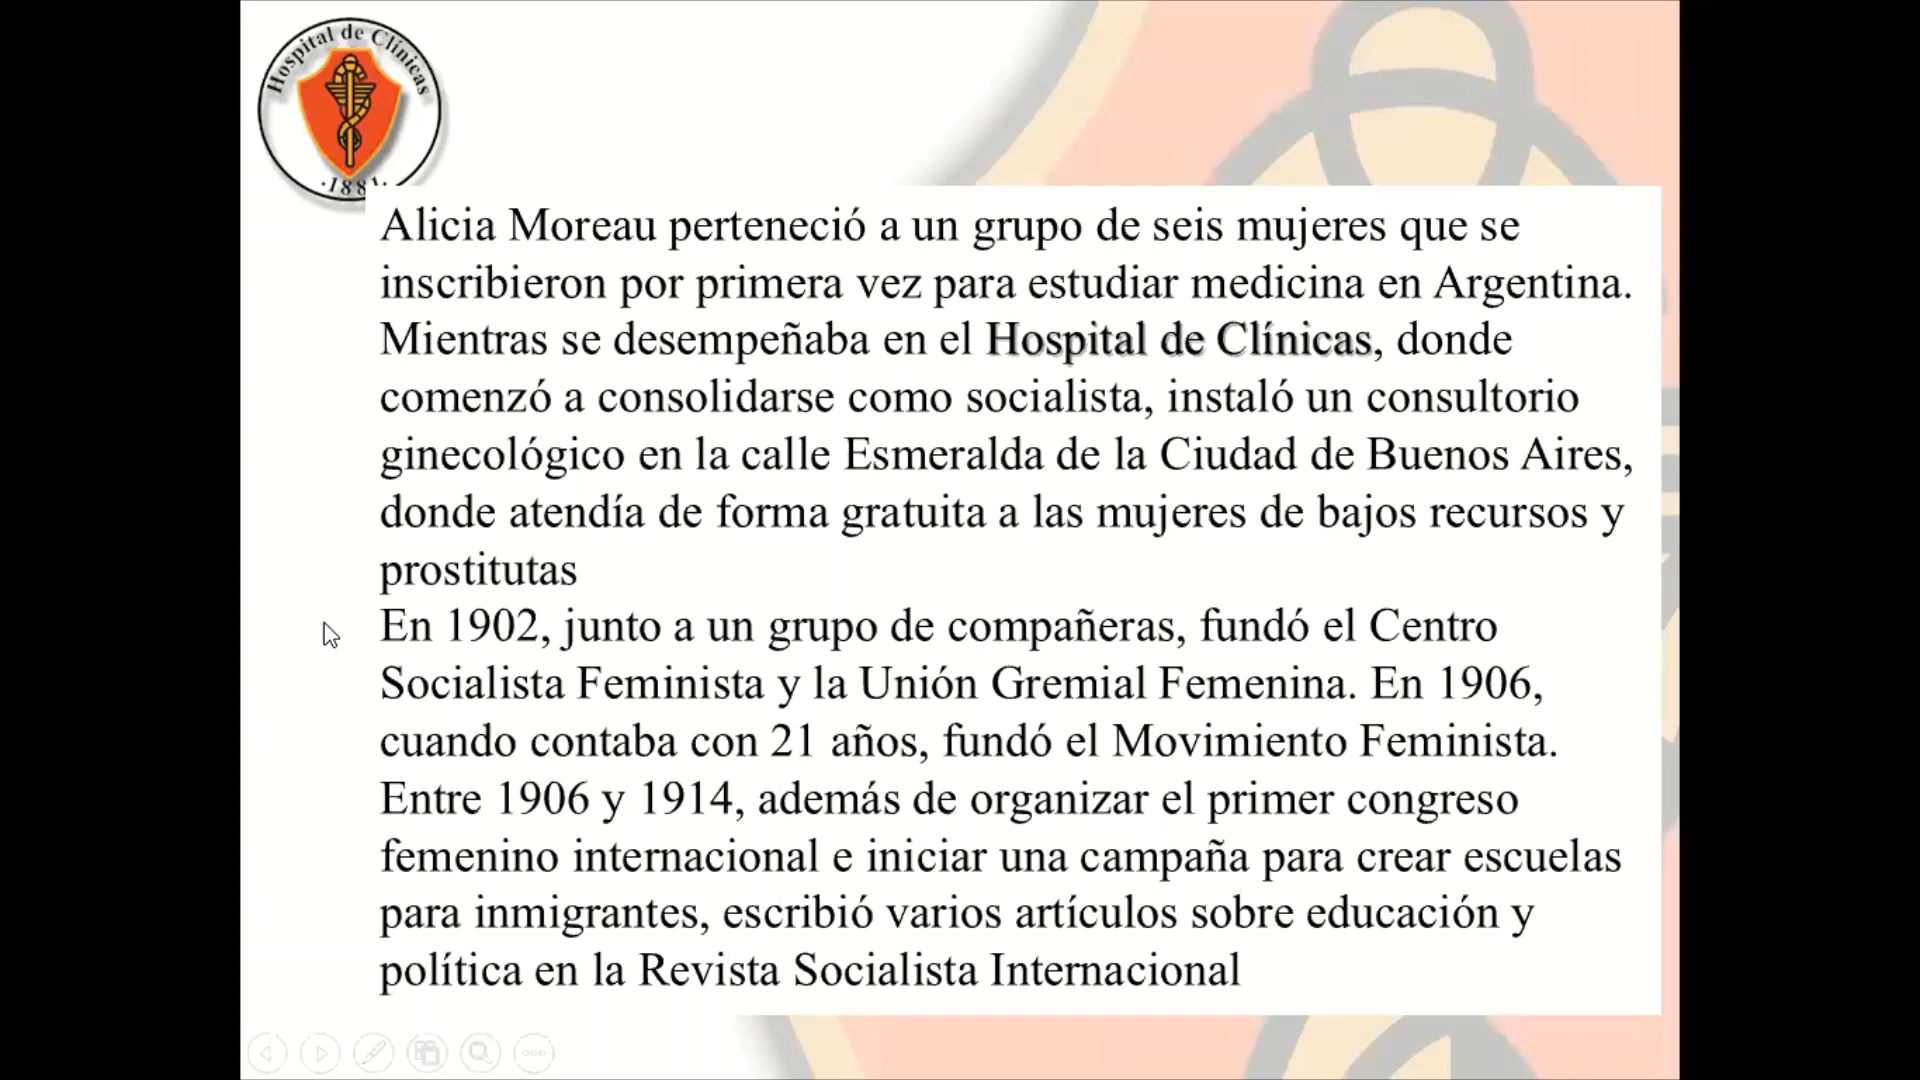 Hospital de Clínicas
·1881·
Alicia Moreau perteneció a un grupo de seis mujeres que se
inscribieron por primera vez para estudiar medicina en Argentina.
Mientras se desempeñaba en el Hospital de Clínicas, donde
comenzó a consolidarse como socialista, instaló un consultorio
ginecológico en la calle Esmeralda de la Ciudad de Buenos Aires,
donde atendía de forma gratuita a las mujeres de bajos recursos y
prostitutas
En 1902, junto a un grupo de compañeras, fundó el Centro
Socialista Feminista y la Unión Gremial Femenina. En 1906,
cuando contaba con 21 años, fundó el Movimiento Feminista.
Entre 1906 y 1914, además de organizar el primer congreso
femenino internacional e iniciar una campaña para crear escuelas
para inmigrantes, escribió varios artículos sobre educación y
política en la Revista Socialista Internacional